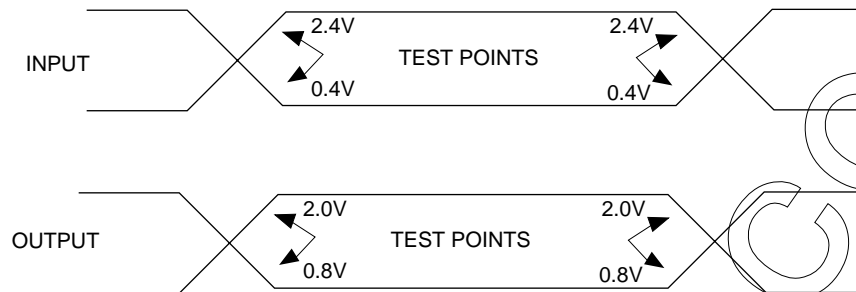 2.4V 2.4V
INPUT TEST POINTS
0.4V 0.4V
2.0V 2.0V
OUTPUT TEST POINTS
0.8V 0.8V